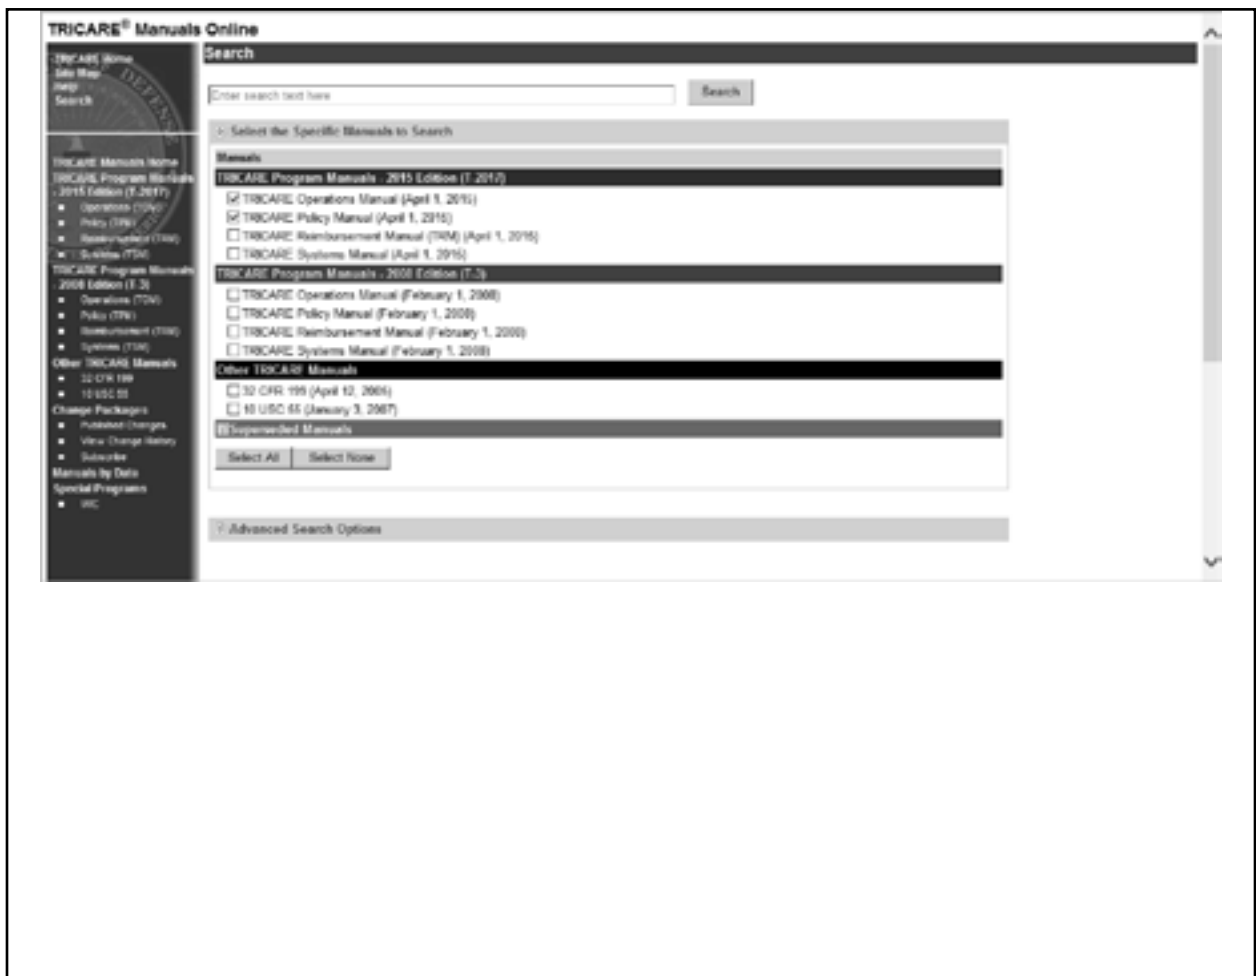 TRICARE® Manuals Online
TRICARE Home
Site Map
Help
Search
TRICARE Manuals Home
TRICARE Program Manuals
- 2015 Edition (T-2017)
Operations (TOM)
Policy (TPM)
Reimbursement (TRM)
Systems (TSM)
TRICARE Program Manuals
- 2008 Edition (T-3)
Operations (TOM)
Policy (TPM)
Reimbursement (TRM)
Systems (TSM)
Other TRICARE Manuals
32 CFR 199
10 USC 55
Change Packages
Published Changes
View Change History
Subscribe
Manuals by Date
Special Programs
DEFENSE
Search
Enter search text here
Search
Select the Specific Manuals to Search
Manuals
TRICARE Program Manuals - 2015 Edition (T-2017)
TRICARE Operations Manual (April 1, 2015)
TRICARE Policy Manual (April 1, 2015)
TRICARE Reimbursement Manual (TRM) (April 1, 2015)
TRICARE Systems Manual (April 1, 2015)
TRICARE Program Manuals - 2008 Edition (T-3)
TRICARE Operations Manual (February 1, 2008)
TRICARE Policy Manual (February 1, 2008)
TRICARE Reimbursement Manual (February 1, 2008)
TRICARE Systems Manual (February 1, 2008)
Other TRICARE Manuals
32 CFR 199 (April 12, 2005)
10 USC 55 (January 3, 2007)
Superseded Manuals
Select All
Select None
Advanced Search Options